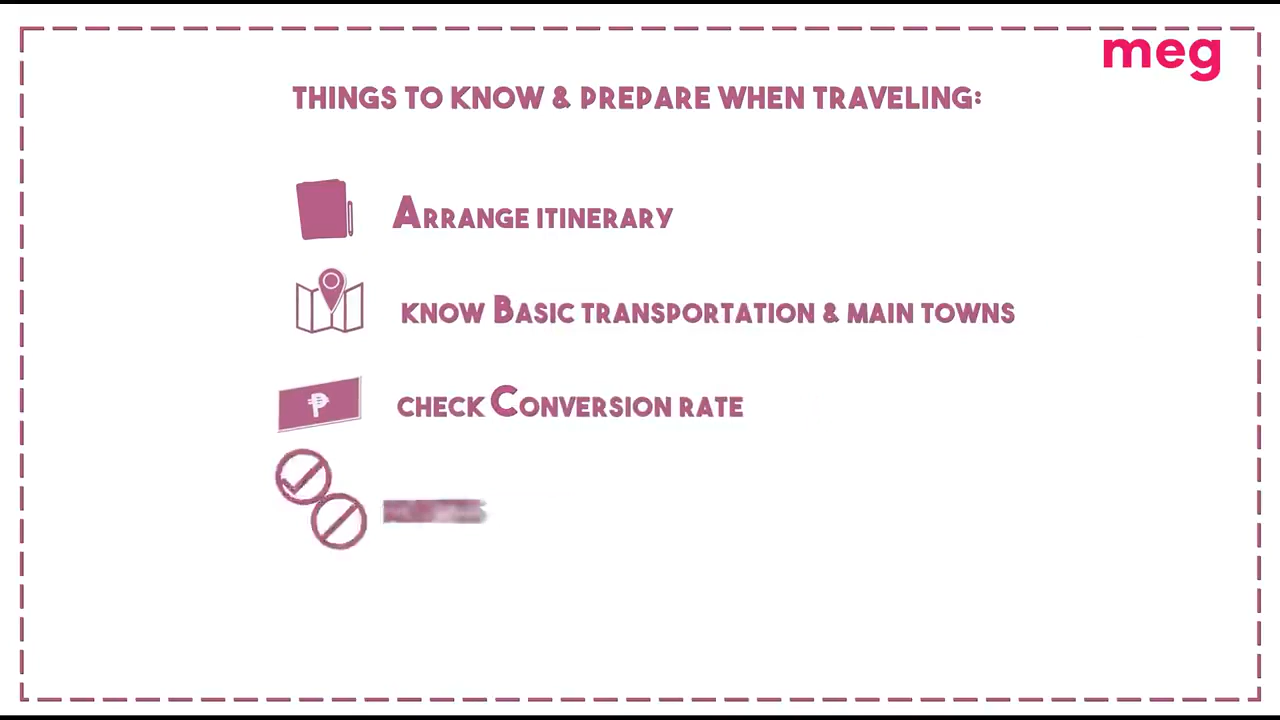 meg
THINGS TO KNOW & PREPARE WHEN TRAVELING:
ARRANGE ITINERARY
KNOW BASIC TRANSPORTATION & MAIN TOWNS
₱
CHECK CONVERSION RATE